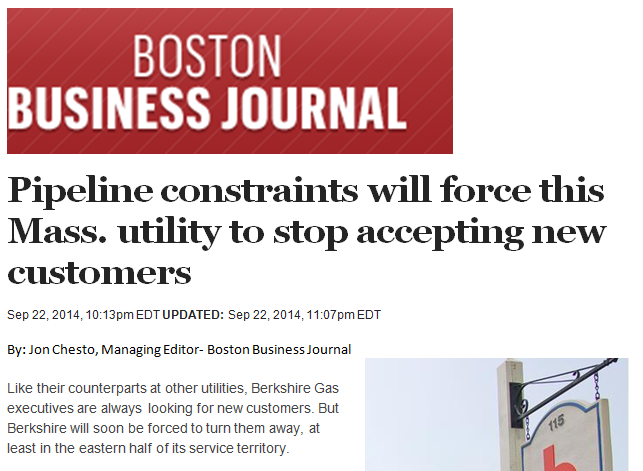 BOSTON
BUSINESS JOURNAL
Pipeline constraints will force this
Mass. utility to stop accepting new
customers
Sep 22, 2014, 10:13pm EDT UPDATED: Sep 22, 2014, 11:07pm EDT
By: Jon Chesto, Managing Editor- Boston Business Journal
Like their counterparts at other utilities, Berkshire Gas
executives are always looking for new customers. But
Berkshire will soon be forced to turn them away, at
least in the eastern half of its service territory.
115
b